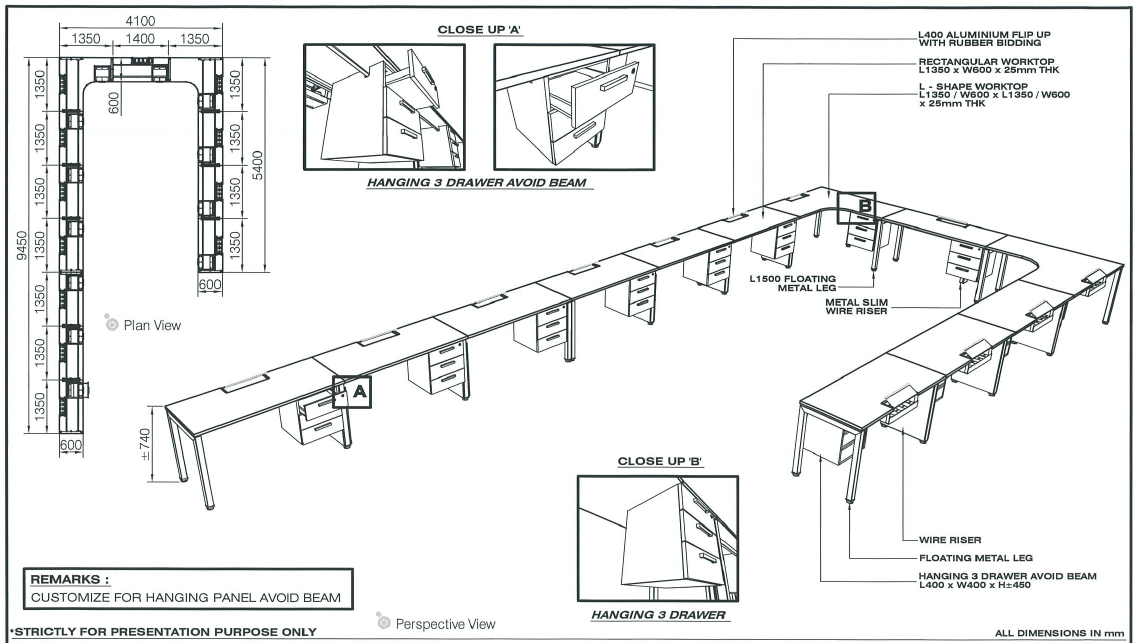 4100
1350
1400
1350
600
1350
1350
1350
1350
1350
1350
1350
9450
1350
1350
1350
1350
5400
600
600
Plan View
CLOSE UP 'A'
HANGING 3 DRAWER AVOID BEAM
L400 ALUMINIUM FLIP UP
WITH RUBBER BIDDING
RECTANGULAR WORKTOP
L1350 x W600 x 25mm THK
L - SHAPE WORKTOP
L1350 / W600 x L1350 / W600
x 25mm THK
B
L1500 FLOATING
METAL LEG
METAL SLIM
WIRE RISER
A
±740
CLOSE UP 'B'
HANGING 3 DRAWER
WIRE RISER
FLOATING METAL LEG
HANGING 3 DRAWER AVOID BEAM
L400 x W400 x H±450
REMARKS :
CUSTOMIZE FOR HANGING PANEL AVOID BEAM
Perspective View
*STRICTLY FOR PRESENTATION PURPOSE ONLY
ALL DIMENSIONS IN mm